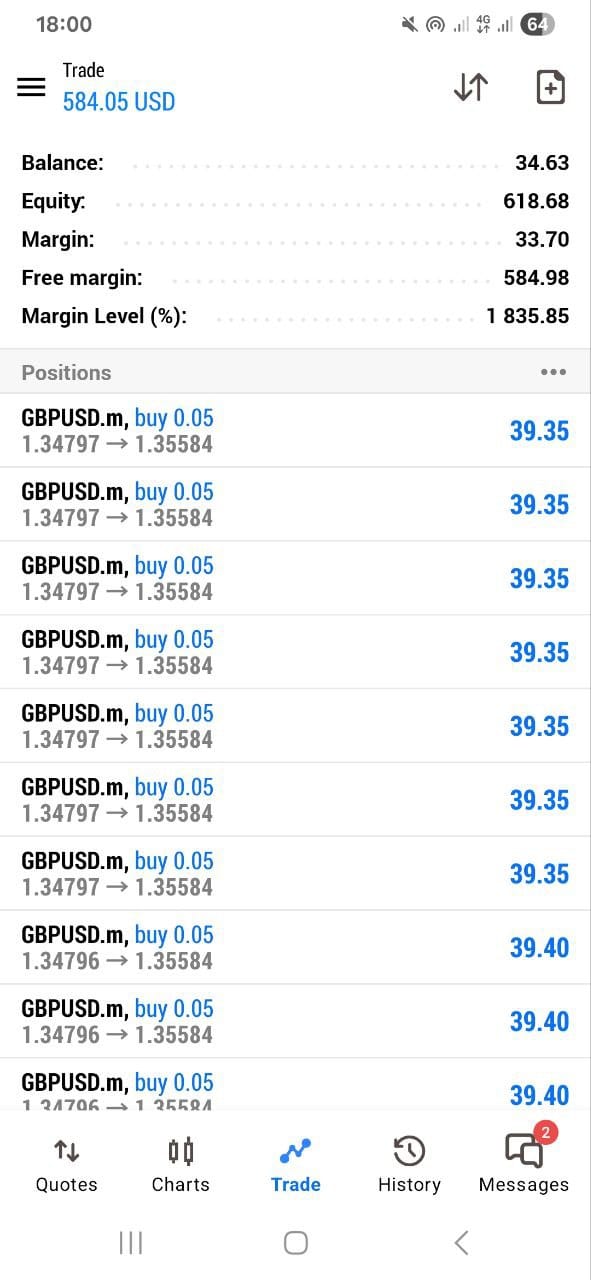 18:00
4G
64
Trade
584.05 USD
Balance: 34.63
Equity: 618.68
Margin: 33.70
Free margin: 584.98
Margin Level (%): 1 835.85
Positions
GBPUSD.m, buy 0.05
1.34797 → 1.35584
39.35
GBPUSD.m, buy 0.05
1.34797 → 1.35584
39.35
GBPUSD.m, buy 0.05
1.34797 → 1.35584
39.35
GBPUSD.m, buy 0.05
1.34797 → 1.35584
39.35
GBPUSD.m, buy 0.05
1.34797 → 1.35584
39.35
GBPUSD.m, buy 0.05
1.34797 → 1.35584
39.35
GBPUSD.m, buy 0.05
1.34797 → 1.35584
39.35
GBPUSD.m, buy 0.05
1.34796 → 1.35584
39.40
GBPUSD.m, buy 0.05
1.34796 → 1.35584
39.40
GBPUSD.m, buy 0.05
1.34796 → 1.35584
39.40
2
Quotes
Charts
Trade
History
Messages